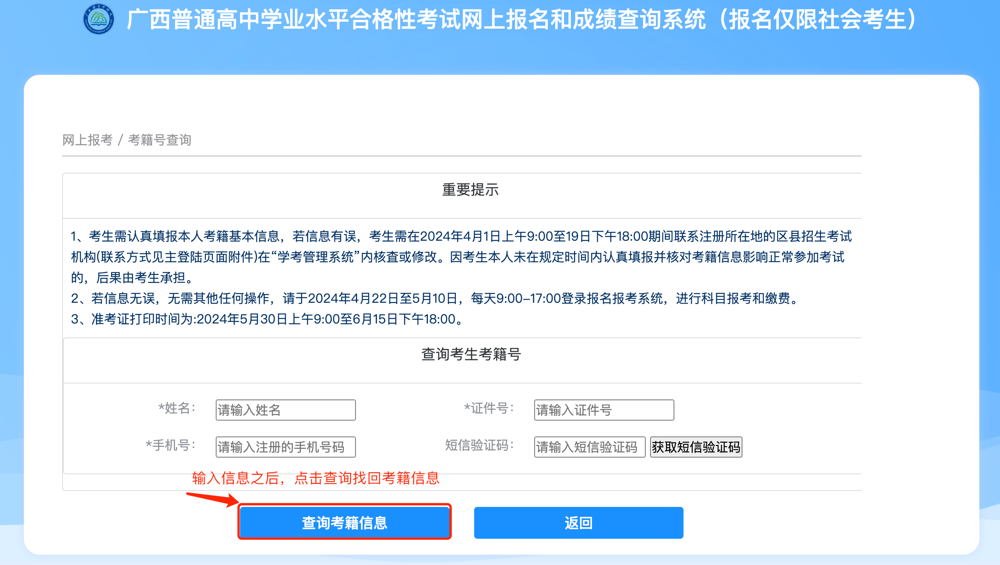 广西普通高中学业水平合格性考试网上报名和成绩查询系统（报名仅限社会考生）
网上报考 / 考籍号查询
重要提示
1、考生需认真填报本人考籍基本信息，若信息有误，考生需在2024年4月1日上午9:00至19日下午18:00期间联系注册所在地的区县招生考试
机构(联系方式见主登陆页面附件)在“学考管理系统”内核查或修改。因考生本人未在规定时间内认真填报并核对考籍信息影响正常参加考试
的，后果由考生承担。
2、若信息无误，无需其他任何操作，请于2024年4月22日至5月10日，每天9:00-17:00登录报名报考系统，进行科目报考和缴费。
3、准考证打印时间为:2024年5月30日上午9:00至6月15日下午18:00。
查询考生考籍号
*姓名： 请输入姓名 *证件号： 请输入证件号
*手机号： 请输入注册的手机号码 短信验证码： 请输入短信验证码 获取短信验证码
输入信息之后，点击查询找回考籍信息
查询考籍信息 返回